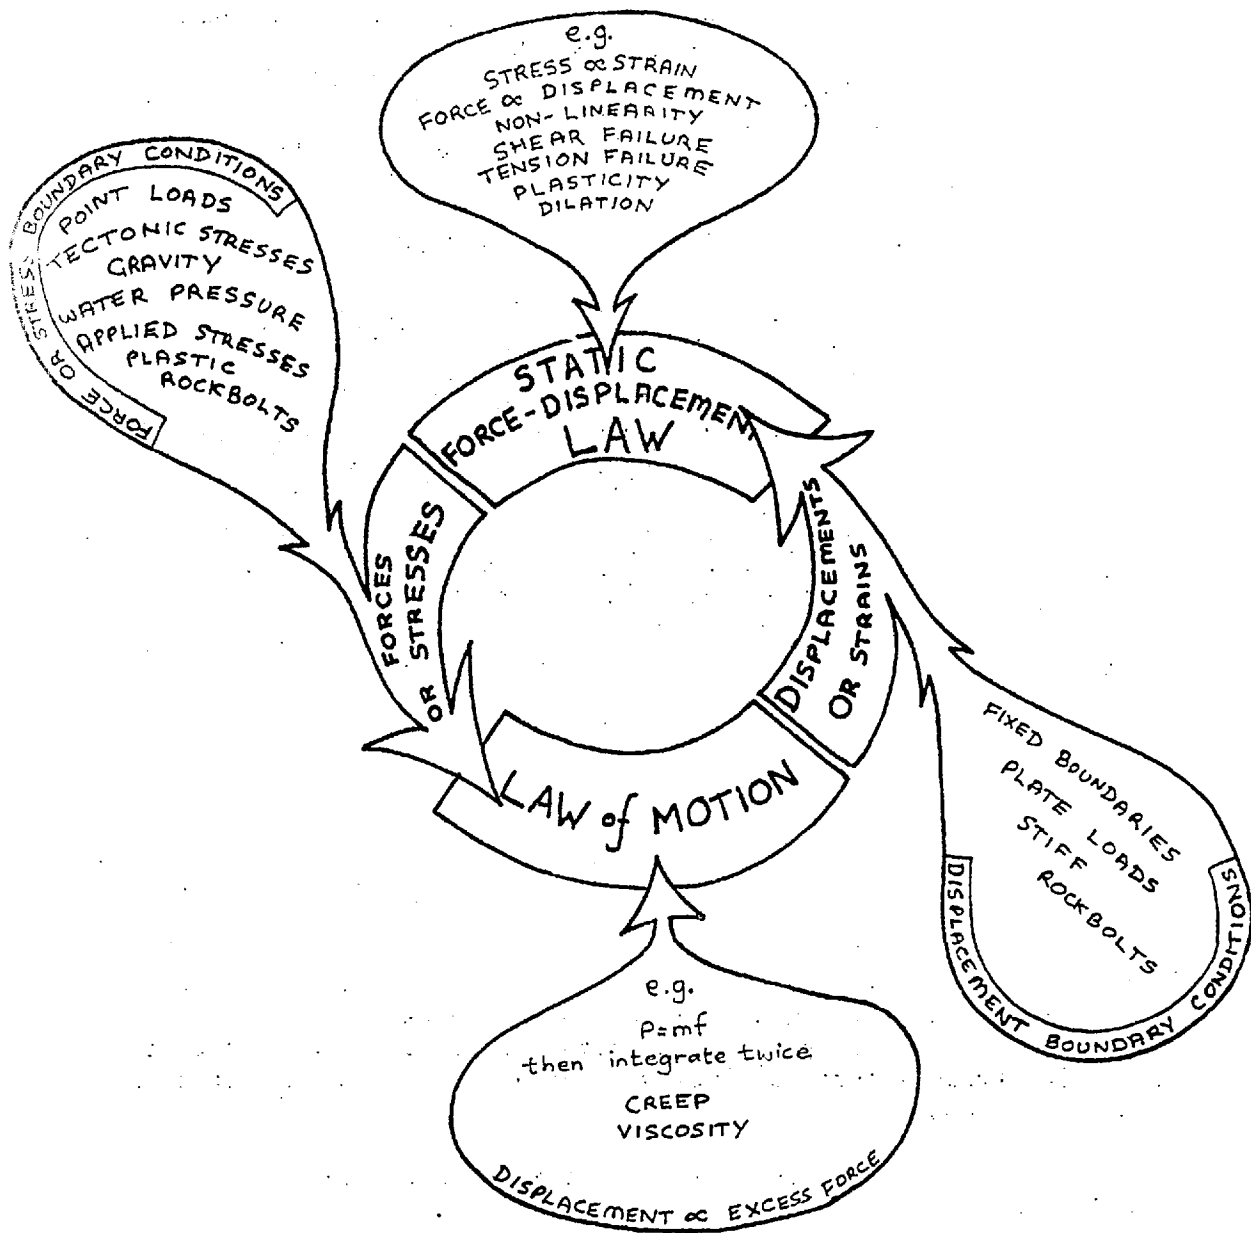 e.g.
STRESS ∝ STRAIN
FORCE ∝ DISPLACEMENT
NON-LINEARITY
SHEAR FAILURE
TENSION FAILURE
PLASTICITY
DILATION
FORCE OR STRESS BOUNDARY CONDITIONS
POINT LOADS
TECTONIC STRESSES
GRAVITY
WATER PRESSURE
APPLIED STRESSES
PLASTIC
ROCKBOLTS
STATIC
FORCE-DISPLACEMENT
LAW
FORCES
OR STRESSES
DISPLACEMENTS
OR STRAINS
LAW of MOTION
FIXED BOUNDARIES
PLATE LOADS
STIFF
ROCKBOLTS
DISPLACEMENT BOUNDARY CONDITIONS
e.g.
P=mf
then integrate twice
CREEP
VISCOSITY
DISPLACEMENT ∝ EXCESS FORCE